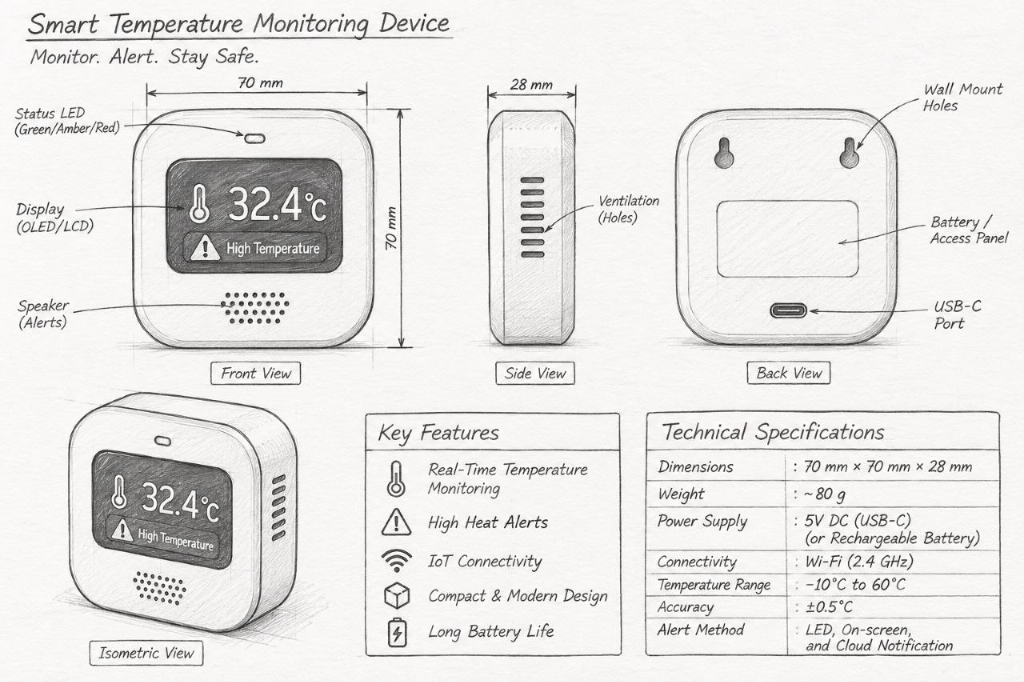 Smart Temperature Monitoring Device
Monitor. Alert. Stay Safe.
70 mm
28 mm
Status LED
(Green/Amber/Red)
Wall Mount
Holes
32.4°C
High Temperature
Display
(OLED/LCD)
70 mm
Ventilation
(Holes)
Battery /
Access Panel
Speaker
(Alerts)
USB-C
Port
Front View
Side View
Back View
32.4°C
High Temperature
Isometric View
Key Features
Real-Time Temperature
Monitoring
High Heat Alerts
IoT Connectivity
Compact & Modern Design
Long Battery Life
Technical Specifications
Dimensions : 70 mm × 70 mm × 28 mm
Weight : ~80 g
Power Supply : 5V DC (USB-C)
(or Rechargeable Battery)
Connectivity : Wi-Fi (2.4 GHz)
Temperature Range : −10°C to 60°C
Accuracy : ±0.5°C
Alert Method : LED, On-screen,
and Cloud Notification